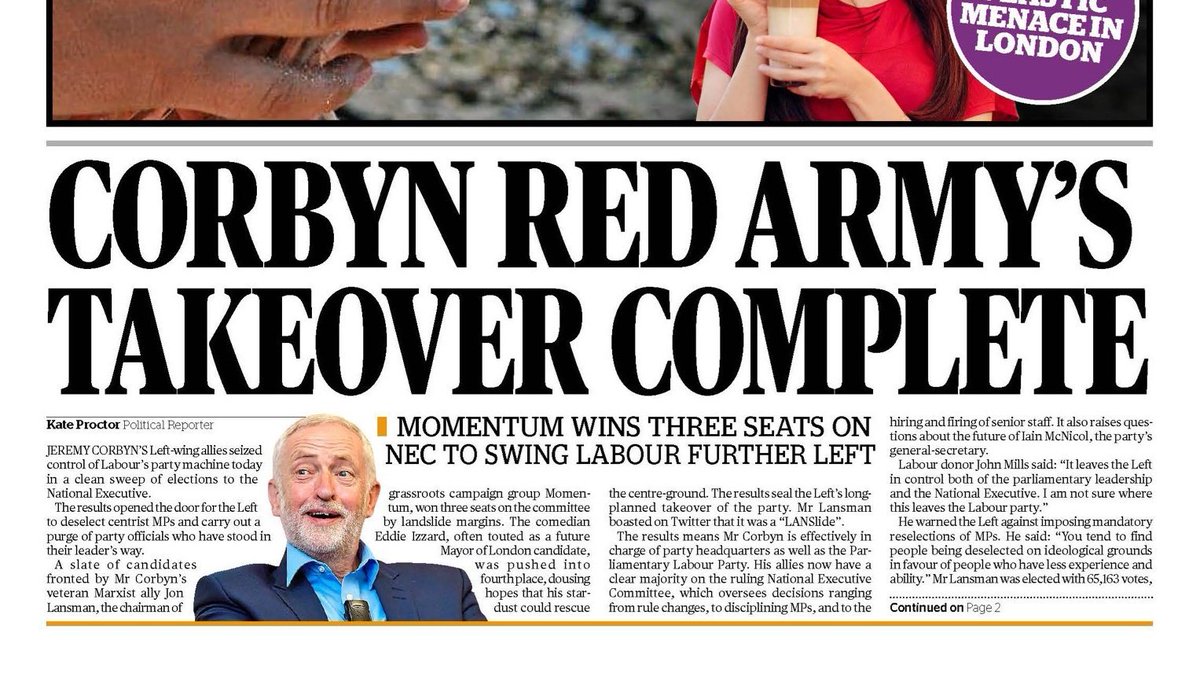 MENACE IN
LONDON
CORBYN RED ARMY'S
TAKEOVER COMPLETE
Kate Proctor Political Reporter
JEREMY CORBYN'S Left-wing allies seized
control of Labour's party machine today
in a clean sweep of elections to the
National Executive.
The results opened the door for the Left
to deselect centrist MPs and carry out a
purge of party officials who have stood in
their leader's way.
A slate of candidates
fronted by Mr Corbyn's
veteran Marxist ally Jon
Lansman, the chairman of
MOMENTUM WINS THREE SEATS ON
NEC TO SWING LABOUR FURTHER LEFT
grassroots campaign group Momen-
tum, won three seats on the committee
by landslide margins. The comedian
Eddie Izzard, often touted as a future
Mayor of London candidate,
was pushed into
fourth place, dousing
hopes that his star-
dust could rescue
the centre-ground. The results seal the Left's long-
planned takeover of the party. Mr Lansman
boasted on Twitter that it was a “LANSlide”.
The results means Mr Corbyn is effectively in
charge of party headquarters as well as the Par-
liamentary Labour Party. His allies now have a
clear majority on the ruling National Executive
Committee, which oversees decisions ranging
from rule changes, to disciplining MPs, and to the
hiring and firing of senior staff. It also raises ques-
tions about the future of Iain McNicol, the party's
general-secretary.
Labour donor John Mills said: “It leaves the Left
in control both of the parliamentary leadership
and the National Executive. I am not sure where
this leaves the Labour party.”
He warned the Left against imposing mandatory
reselections of MPs. He said: “You tend to find
people being deselected on ideological grounds
in favour of people who have less experience and
ability.” Mr Lansman was elected with 65,163 votes,
Continued on Page 2